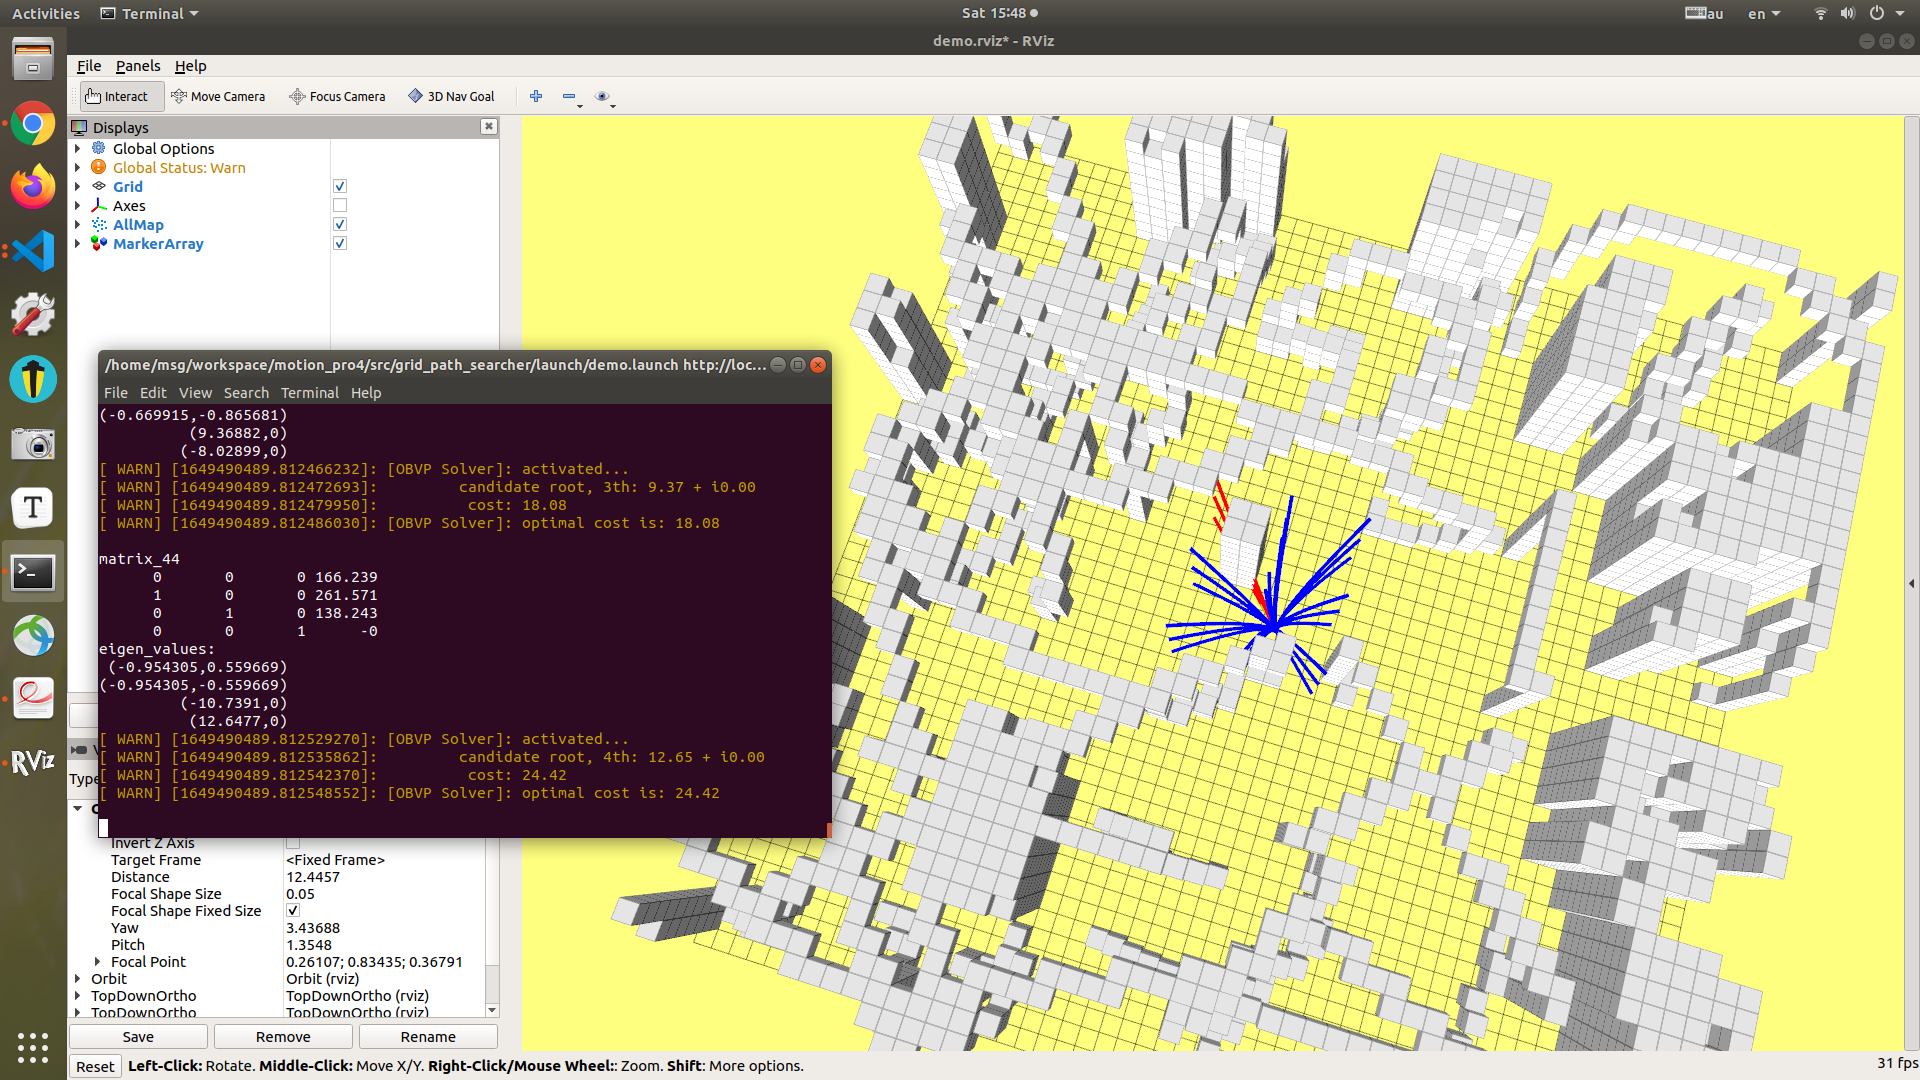 Activities
Terminal
Sat 15:48
au
en
demo.rviz* - RViz
File Panels Help
Interact Move Camera Focus Camera 3D Nav Goal
Displays
Global Options
Global Status: Warn
Grid
Axes
AllMap
MarkerArray
/home/msg/workspace/motion_pro4/src/grid_path_searcher/launch/demo.launch http://loc...
File Edit View Search Terminal Help
(-0.669915,-0.865681)
(9.36882,0)
(-8.02899,0)
[ WARN] [1649490489.812466232]: [OBVP Solver]: activated...
[ WARN] [1649490489.812472693]: candidate root, 3th: 9.37 + i0.00
[ WARN] [1649490489.812479950]: cost: 18.08
[ WARN] [1649490489.812486030]: [OBVP Solver]: optimal cost is: 18.08
matrix_44
0 0 0 166.239
1 0 0 261.571
0 1 0 138.243
0 0 1 -0
eigen_values:
(-0.954305,0.559669)
(-0.954305,-0.559669)
(-10.7391,0)
(12.6477,0)
[ WARN] [1649490489.812529270]: [OBVP Solver]: activated...
[ WARN] [1649490489.812535862]: candidate root, 4th: 12.65 + i0.00
[ WARN] [1649490489.812542370]: cost: 24.42
[ WARN] [1649490489.812548552]: [OBVP Solver]: optimal cost is: 24.42
T
RViz
Type
Invert Z Axis
Target Frame <Fixed Frame>
Distance 12.4457
Focal Shape Size 0.05
Focal Shape Fixed Size
Yaw 3.43688
Pitch 1.3548
Focal Point 0.26107; 0.83435; 0.36791
Orbit Orbit (rviz)
TopDownOrtho TopDownOrtho (rviz)
TopDownOrtho TopDownOrtho (rviz)
Save Remove Rename
Reset Left-Click: Rotate. Middle-Click: Move X/Y. Right-Click/Mouse Wheel:: Zoom. Shift: More options.
31 fps